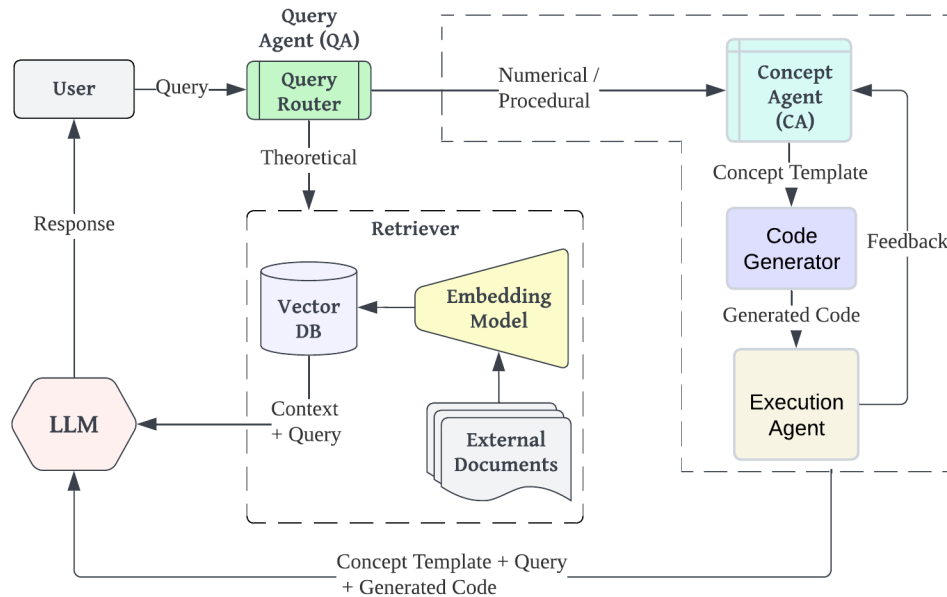 Query
Agent (QA)
User
Query
Query
Router
Numerical /
Procedural
Concept
Agent
(CA)
Theoretical
Concept Template
Response
Retriever
Code
Generator
Feedback
Vector
DB
Embedding
Model
Generated Code
Context
+ Query
LLM
External
Documents
Execution
Agent
Concept Template + Query
+ Generated Code